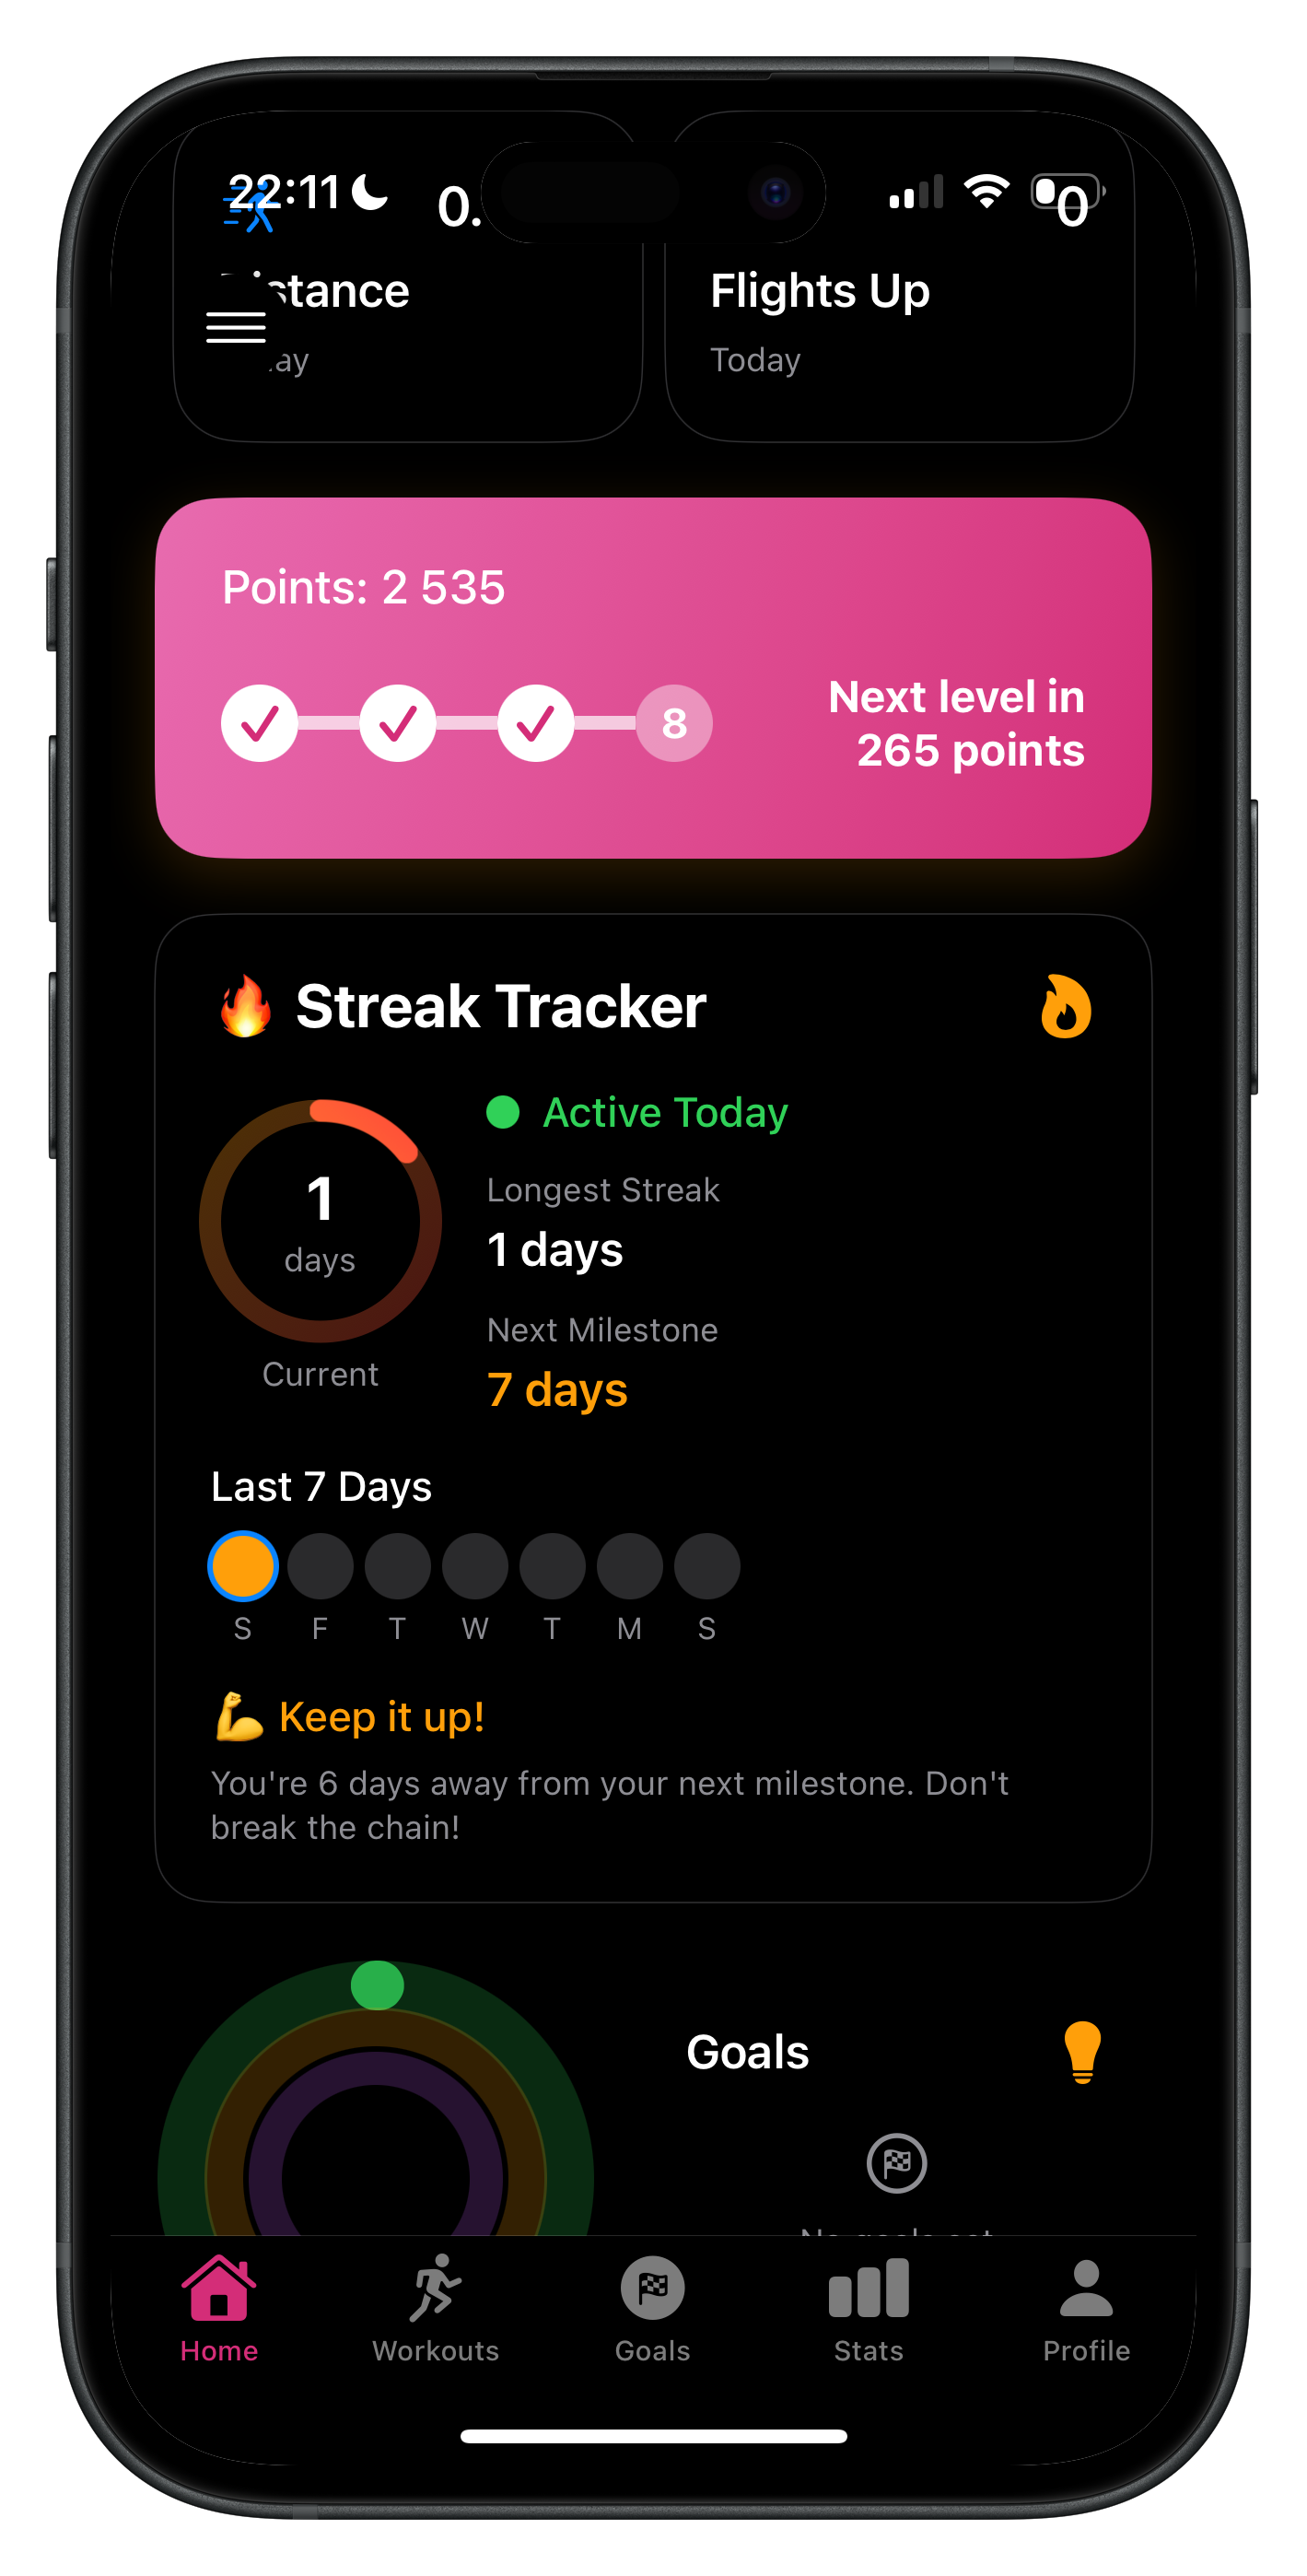 22:11
0.
0
stance
Flights Up
ay
Today
Points: 2 535
8
Next level in
265 points
🔥 Streak Tracker
1
days
Current
Active Today
Longest Streak
1 days
Next Milestone
7 days
Last 7 Days
S F T W T M S
💪 Keep it up!
You're 6 days away from your next milestone. Don't
break the chain!
Goals
No goals set
Home Workouts Goals Stats Profile